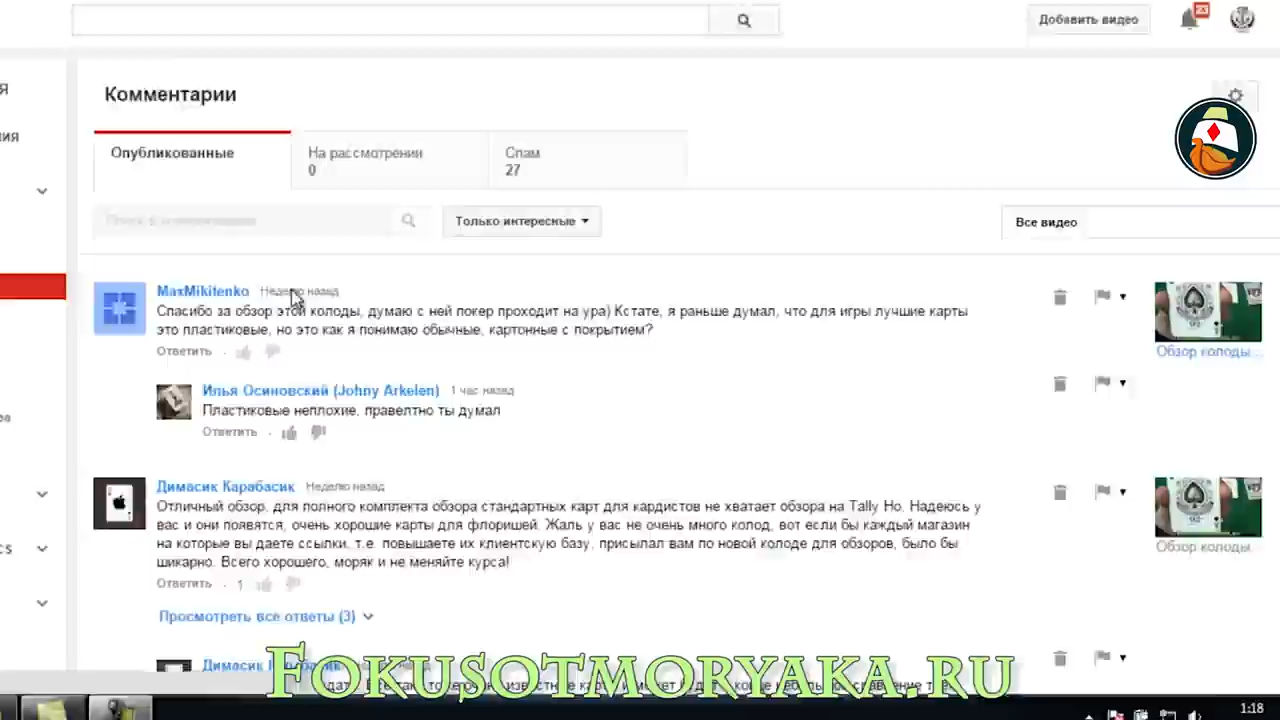 Добавить видео
Я
ия
Комментарии
Опубликованные
На рассмотрении
0
Спам
27
Поиск в комментариях
Только интересные
Все видео
MaxMikitenko Неделю назад
Спасибо за обзор этой колоды, думаю с ней покер проходит на ура) Кстате, я раньше думал, что для игры лучшие карты
это пластиковые, но это как я понимаю обычные, картонные с покрытием?
Ответить
Обзор колоды...
Илья Осиновский (Johny Arkelen) 1 час назад
Пластиковые неплохие, правелтно ты думал
Ответить
Димасик Карабасик Неделю назад
Отличный обзор, для полного комплекта обзора стандартных карт для кардистов не хватает обзора на Tally Ho. Надеюсь у
вас и они появятся, очень хорошие карты для флоришей. Жаль у вас не очень много колод, вот если бы каждый магазин
на которые вы даете ссылки, т.е. повышаете их клиентскую базу, присылал вам по новой колоде для обзоров, было бы
шикарно. Всего хорошего, моряк и не меняйте курса!
Ответить · 1
Обзор колоды
Просмотреть все ответы (3)
Димасик
FOKUSOTMORYAKA.RU
1:18